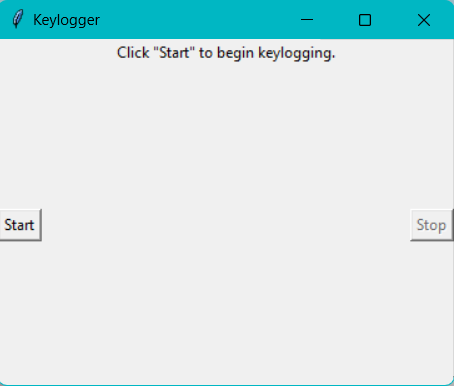 Keylogger
Click "Start" to begin keylogging.
Start
Stop